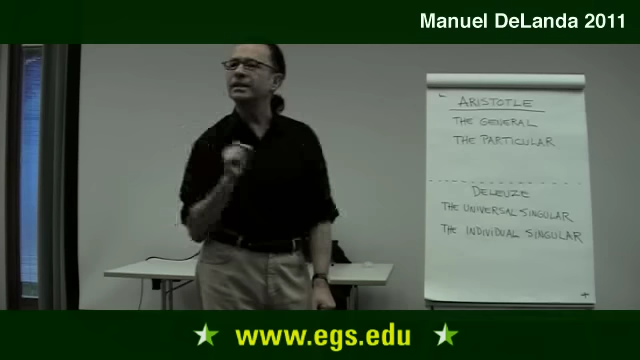 Manuel DeLanda 2011
ARISTOTLE
THE GENERAL
THE PARTICULAR
DELEUZE
THE UNIVERSAL SINGULAR
THE INDIVIDUAL SINGULAR
www.egs.edu